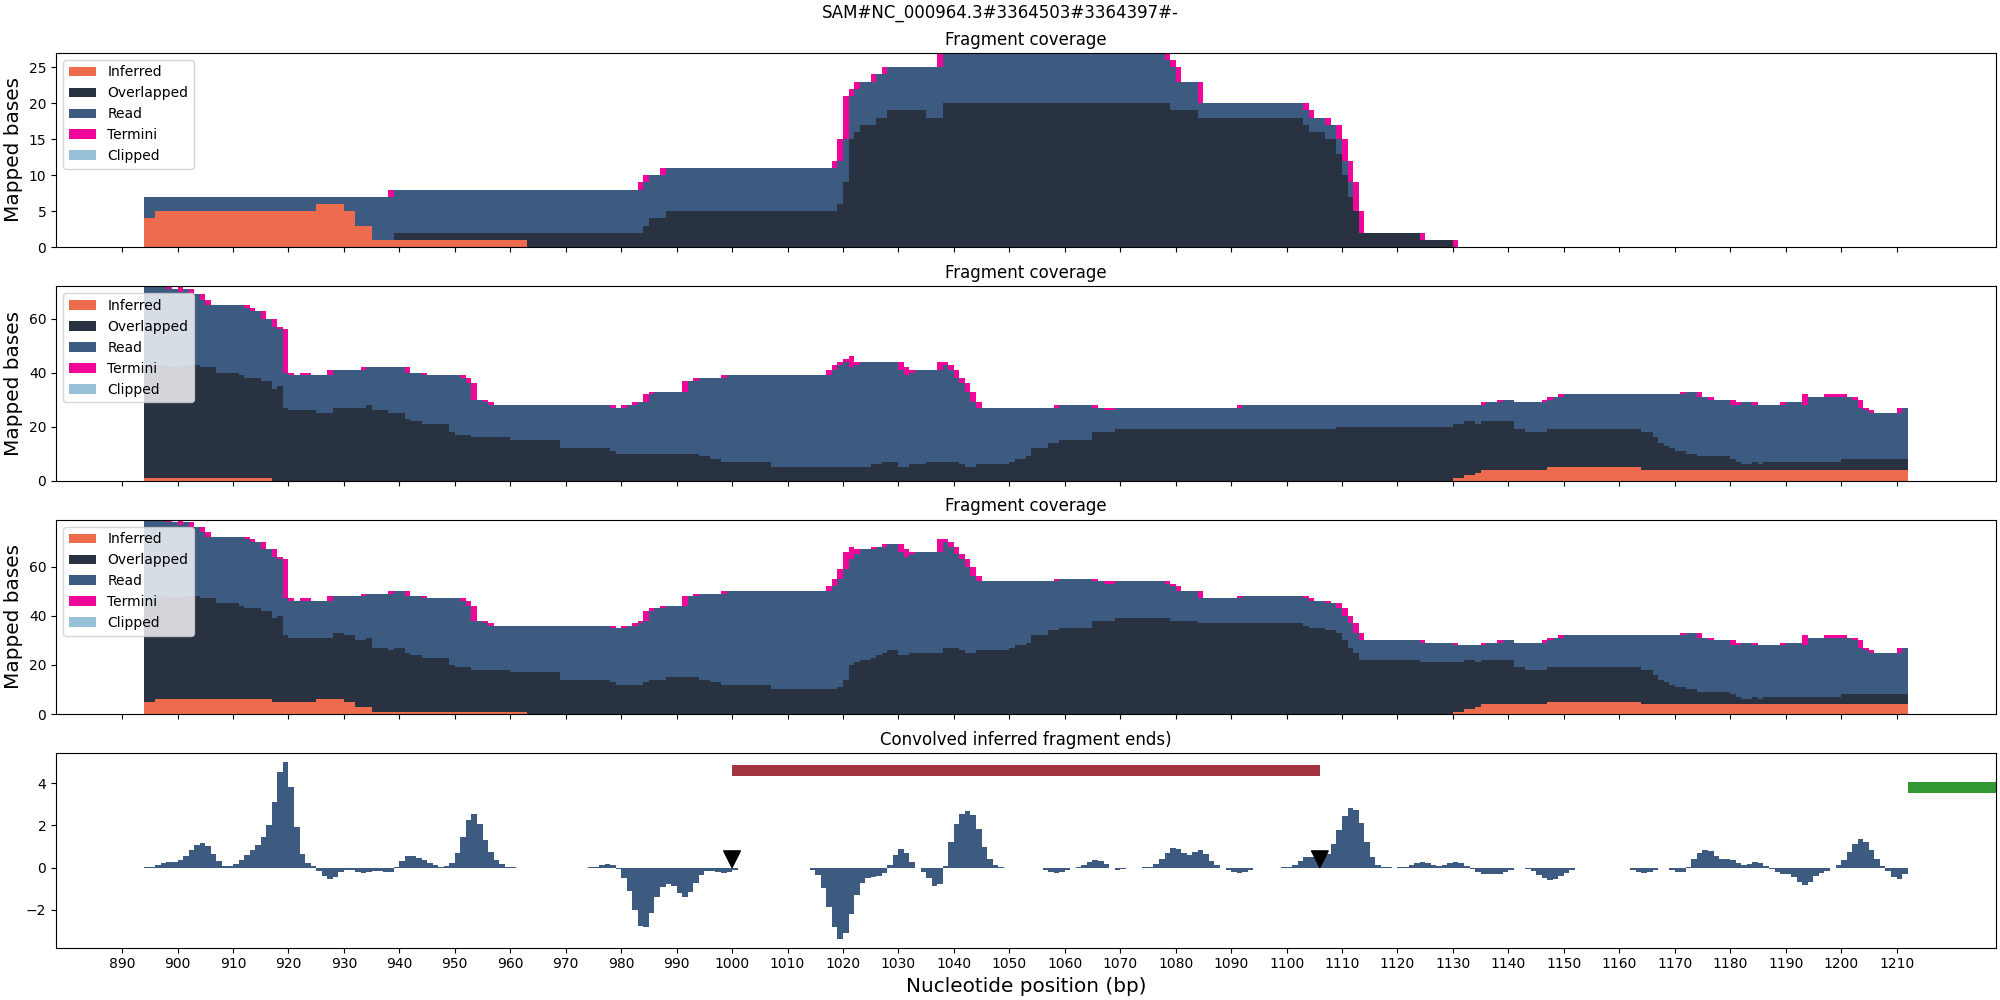 SAM#NC_000964.3#3364503#3364397#-
Fragment coverage
Mapped bases
25
20
15
10
5
0
Inferred
Overlapped
Read
Termini
Clipped
Fragment coverage
Mapped bases
60
40
20
0
Inferred
Overlapped
Read
Termini
Clipped
Fragment coverage
Mapped bases
60
40
20
0
Inferred
Overlapped
Read
Termini
Clipped
Convolved inferred fragment ends)
4
2
0
−2
890 900 910 920 930 940 950 960 970 980 990 1000 1010 1020 1030 1040 1050 1060 1070 1080 1090 1100 1110 1120 1130 1140 1150 1160 1170 1180 1190 1200 1210
Nucleotide position (bp)